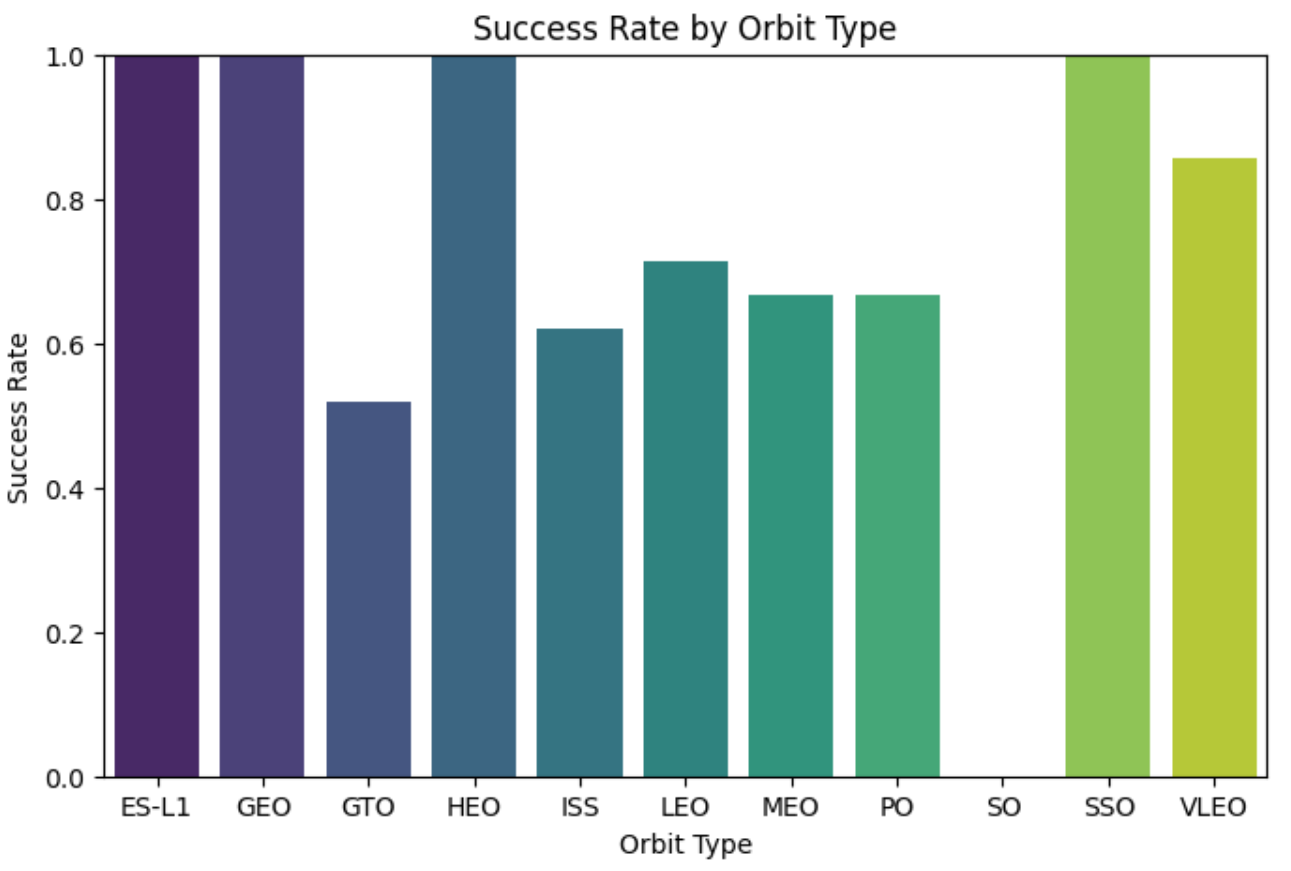 Success Rate by Orbit Type
1.0
0.8
0.6
0.4
0.2
0.0
Success Rate
ES-L1 GEO GTO HEO ISS LEO MEO PO SO SSO VLEO
Orbit Type